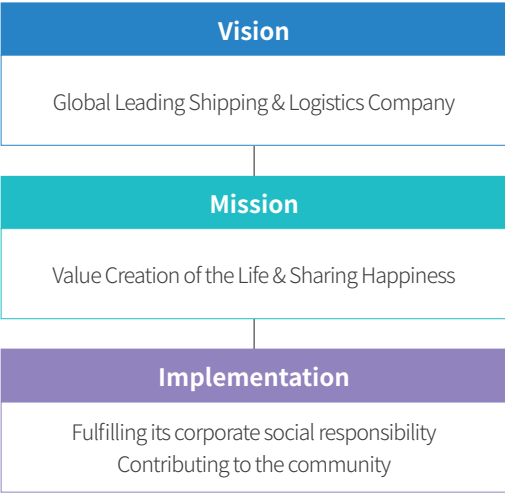 Vision
Global Leading Shipping & Logistics Company
Mission
Value Creation of the Life & Sharing Happiness
Implementation
Fulfilling its corporate social responsibility
Contributing to the community